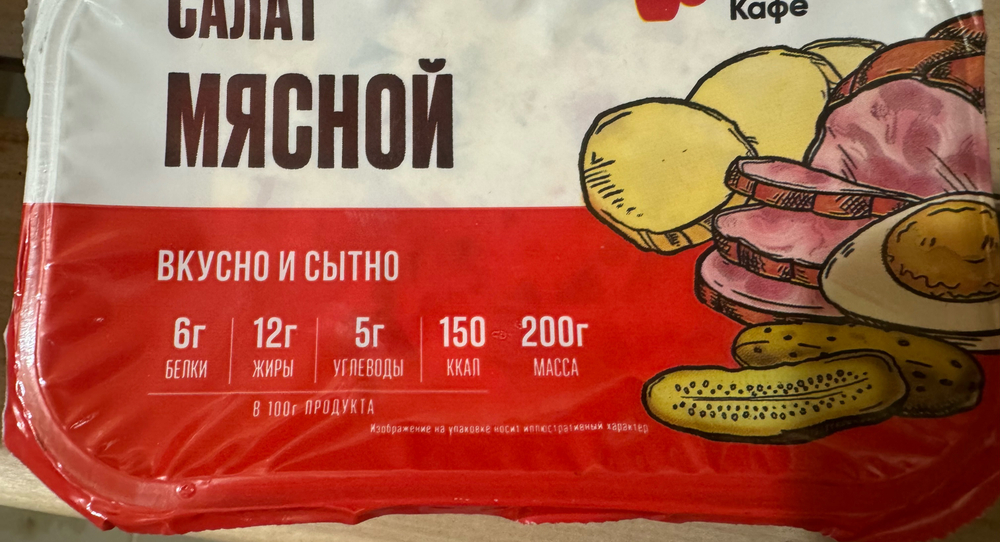 Кафе
САЛАТ
МЯСНОЙ
ВКУСНО И СЫТНО
6г 12г 5г 150 200г
БЕЛКИ ЖИРЫ УГЛЕВОДЫ ККАЛ МАССА
В 100г ПРОДУКТА
Изображение на упаковке носит иллюстративный характер